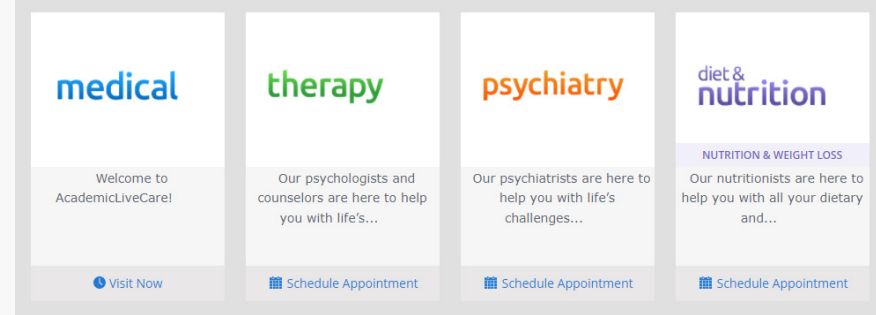 medical
Welcome to
AcademicLiveCare!
Visit Now
therapy
Our psychologists and
counselors are here to help
you with life's...
Schedule Appointment
psychiatry
Our psychiatrists are here to
help you with life's
challenges...
Schedule Appointment
diet &
nutrition
NUTRITION & WEIGHT LOSS
Our nutritionists are here to
help you with all your dietary
and...
Schedule Appointment